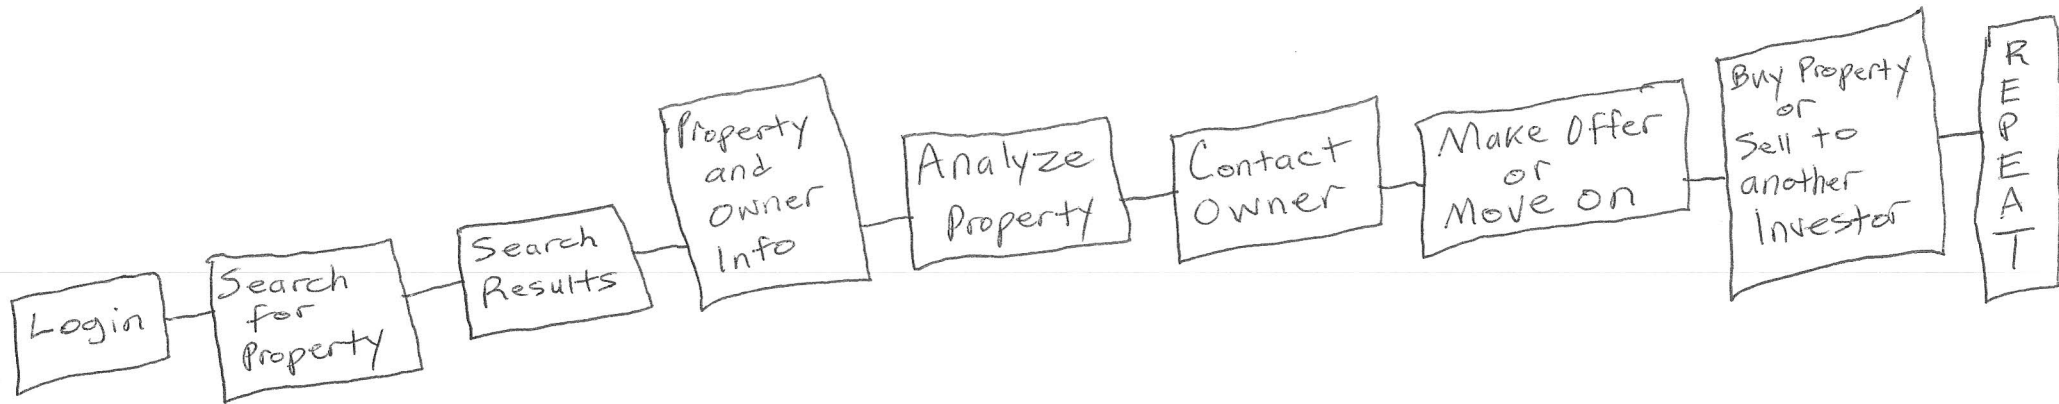 Login
Search
for
Property
Search
Results
Property
and
Owner
Info
Analyze
Property
Contact
Owner
Make Offer
or
Move on
Buy Property
or
Sell to
another
Investor
REPEAT